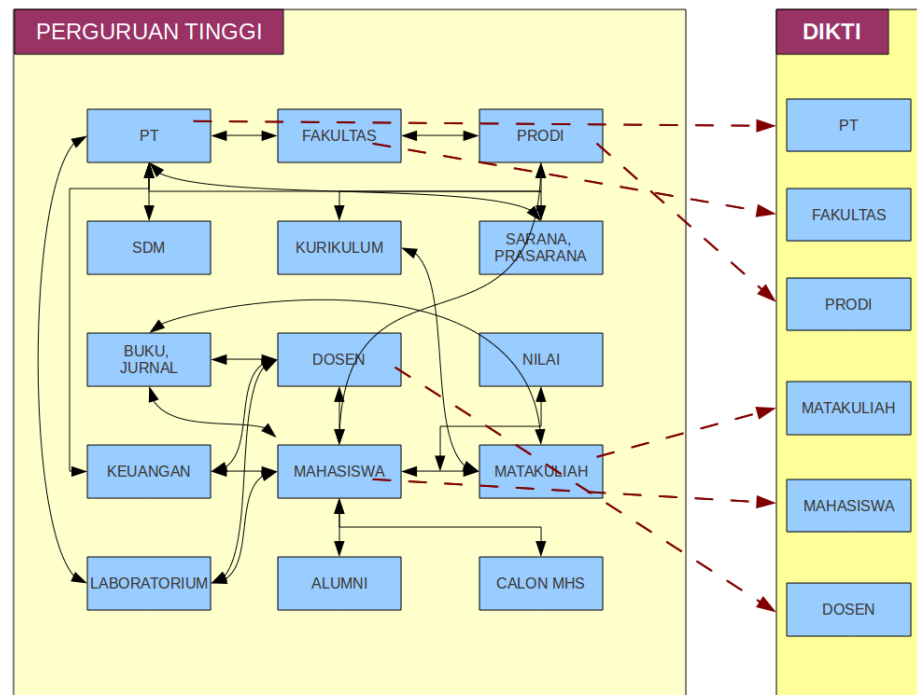 PERGURUAN TINGGI
DIKTI
PT
FAKULTAS
PRODI
SDM
KURIKULUM
SARANA,
PRASARANA
BUKU,
JURNAL
DOSEN
NILAI
KEUANGAN
MAHASISWA
MATAKULIAH
LABORATORIUM
ALUMNI
CALON MHS
PT
FAKULTAS
PRODI
MATAKULIAH
MAHASISWA
DOSEN